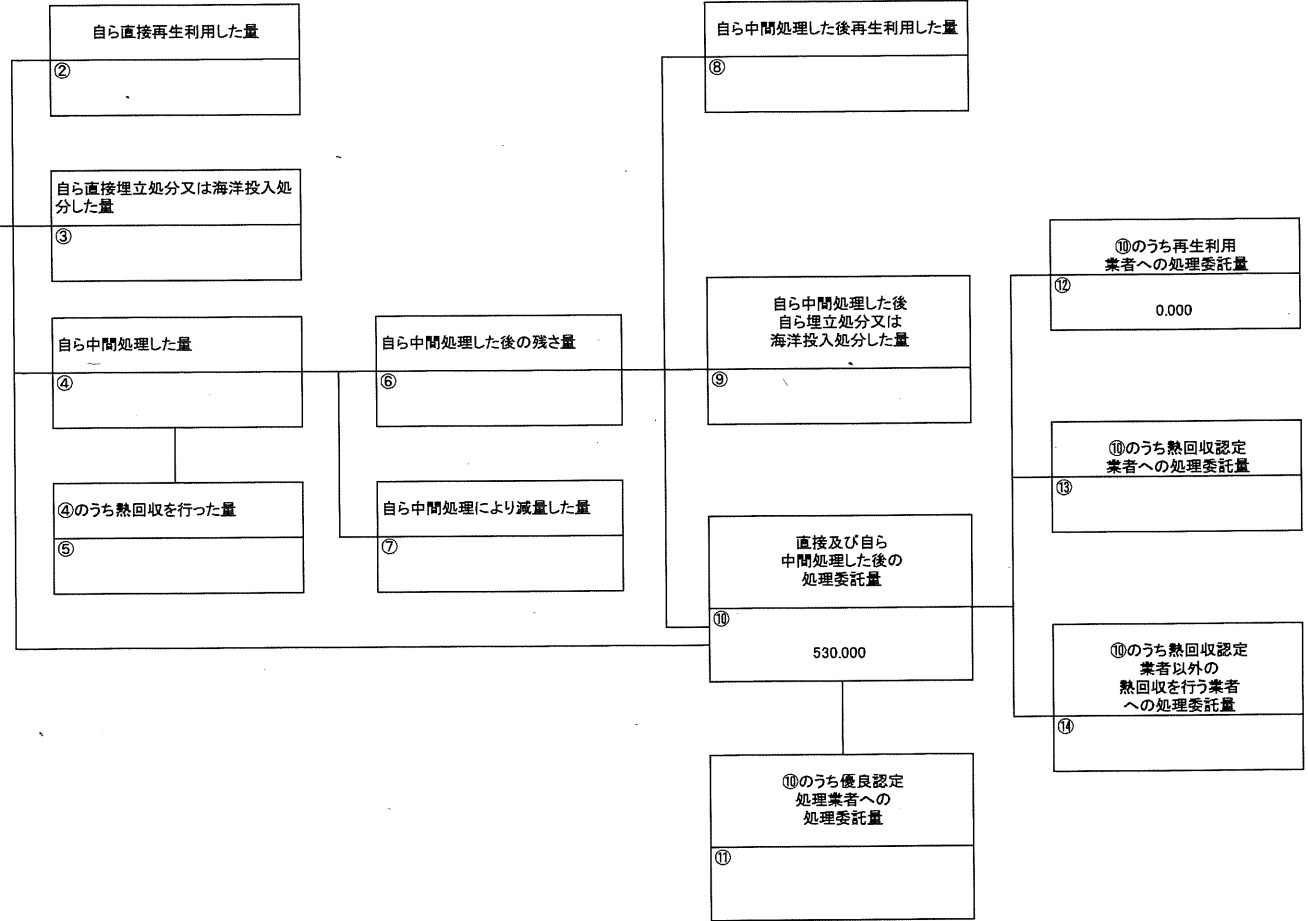 自ら直接再生利用した量
②
自ら直接埋立処分又は海洋投入処
分した量
③
自ら中間処理した量
④
④のうち熱回収を行った量
⑤
自ら中間処理した後の残さ量
⑥
自ら中間処理により減量した量
⑦
自ら中間処理した後再生利用した量
⑧
自ら中間処理した後
自ら埋立処分又は
海洋投入処分した量
⑨
直接及び自ら
中間処理した後の
処理委託量
⑩
530.000
⑩のうち優良認定
処理業者への
処理委託量
⑪
⑩のうち再生利用
業者への処理委託量
⑫
0.000
⑩のうち熱回収認定
業者への処理委託量
⑬
⑩のうち熱回収認定
業者以外の
熱回収を行う業者
への処理委託量
⑭